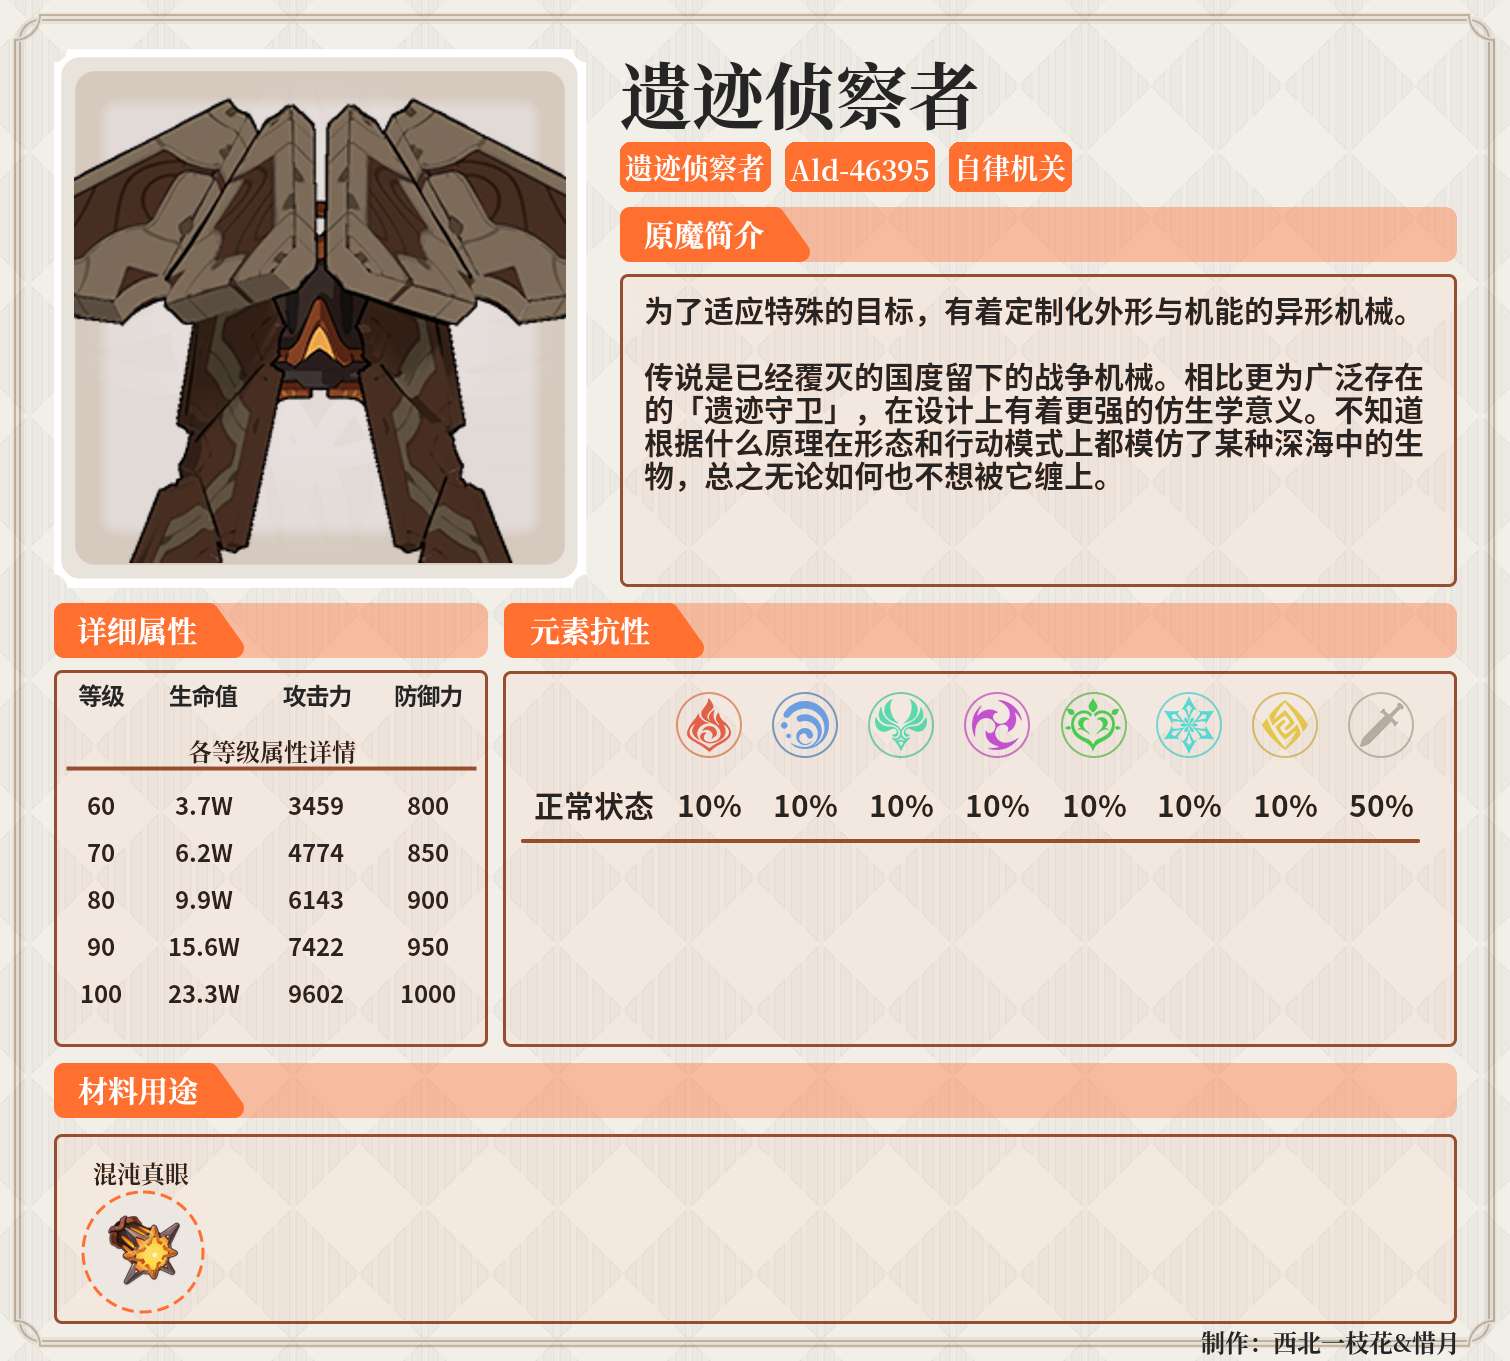 遗迹侦察者
遗迹侦察者 Ald-46395 自律机关
原魔简介
为了适应特殊的目标，有着定制化外形与机能的异形机械。
传说是已经覆灭的国度留下的战争机械。相比更为广泛存在
的「遗迹守卫」，在设计上有着更强的仿生学意义。不知道
根据什么原理在形态和行动模式上都模仿了某种深海中的生
物，总之无论如何也不想被它缠上。
详细属性
等级 生命值 攻击力 防御力
各等级属性详情
60 3.7W 3459 800
70 6.2W 4774 850
80 9.9W 6143 900
90 15.6W 7422 950
100 23.3W 9602 1000
元素抗性
正常状态 10% 10% 10% 10% 10% 10% 10% 50%
材料用途
混沌真眼
制作：西北一枝花&惜月